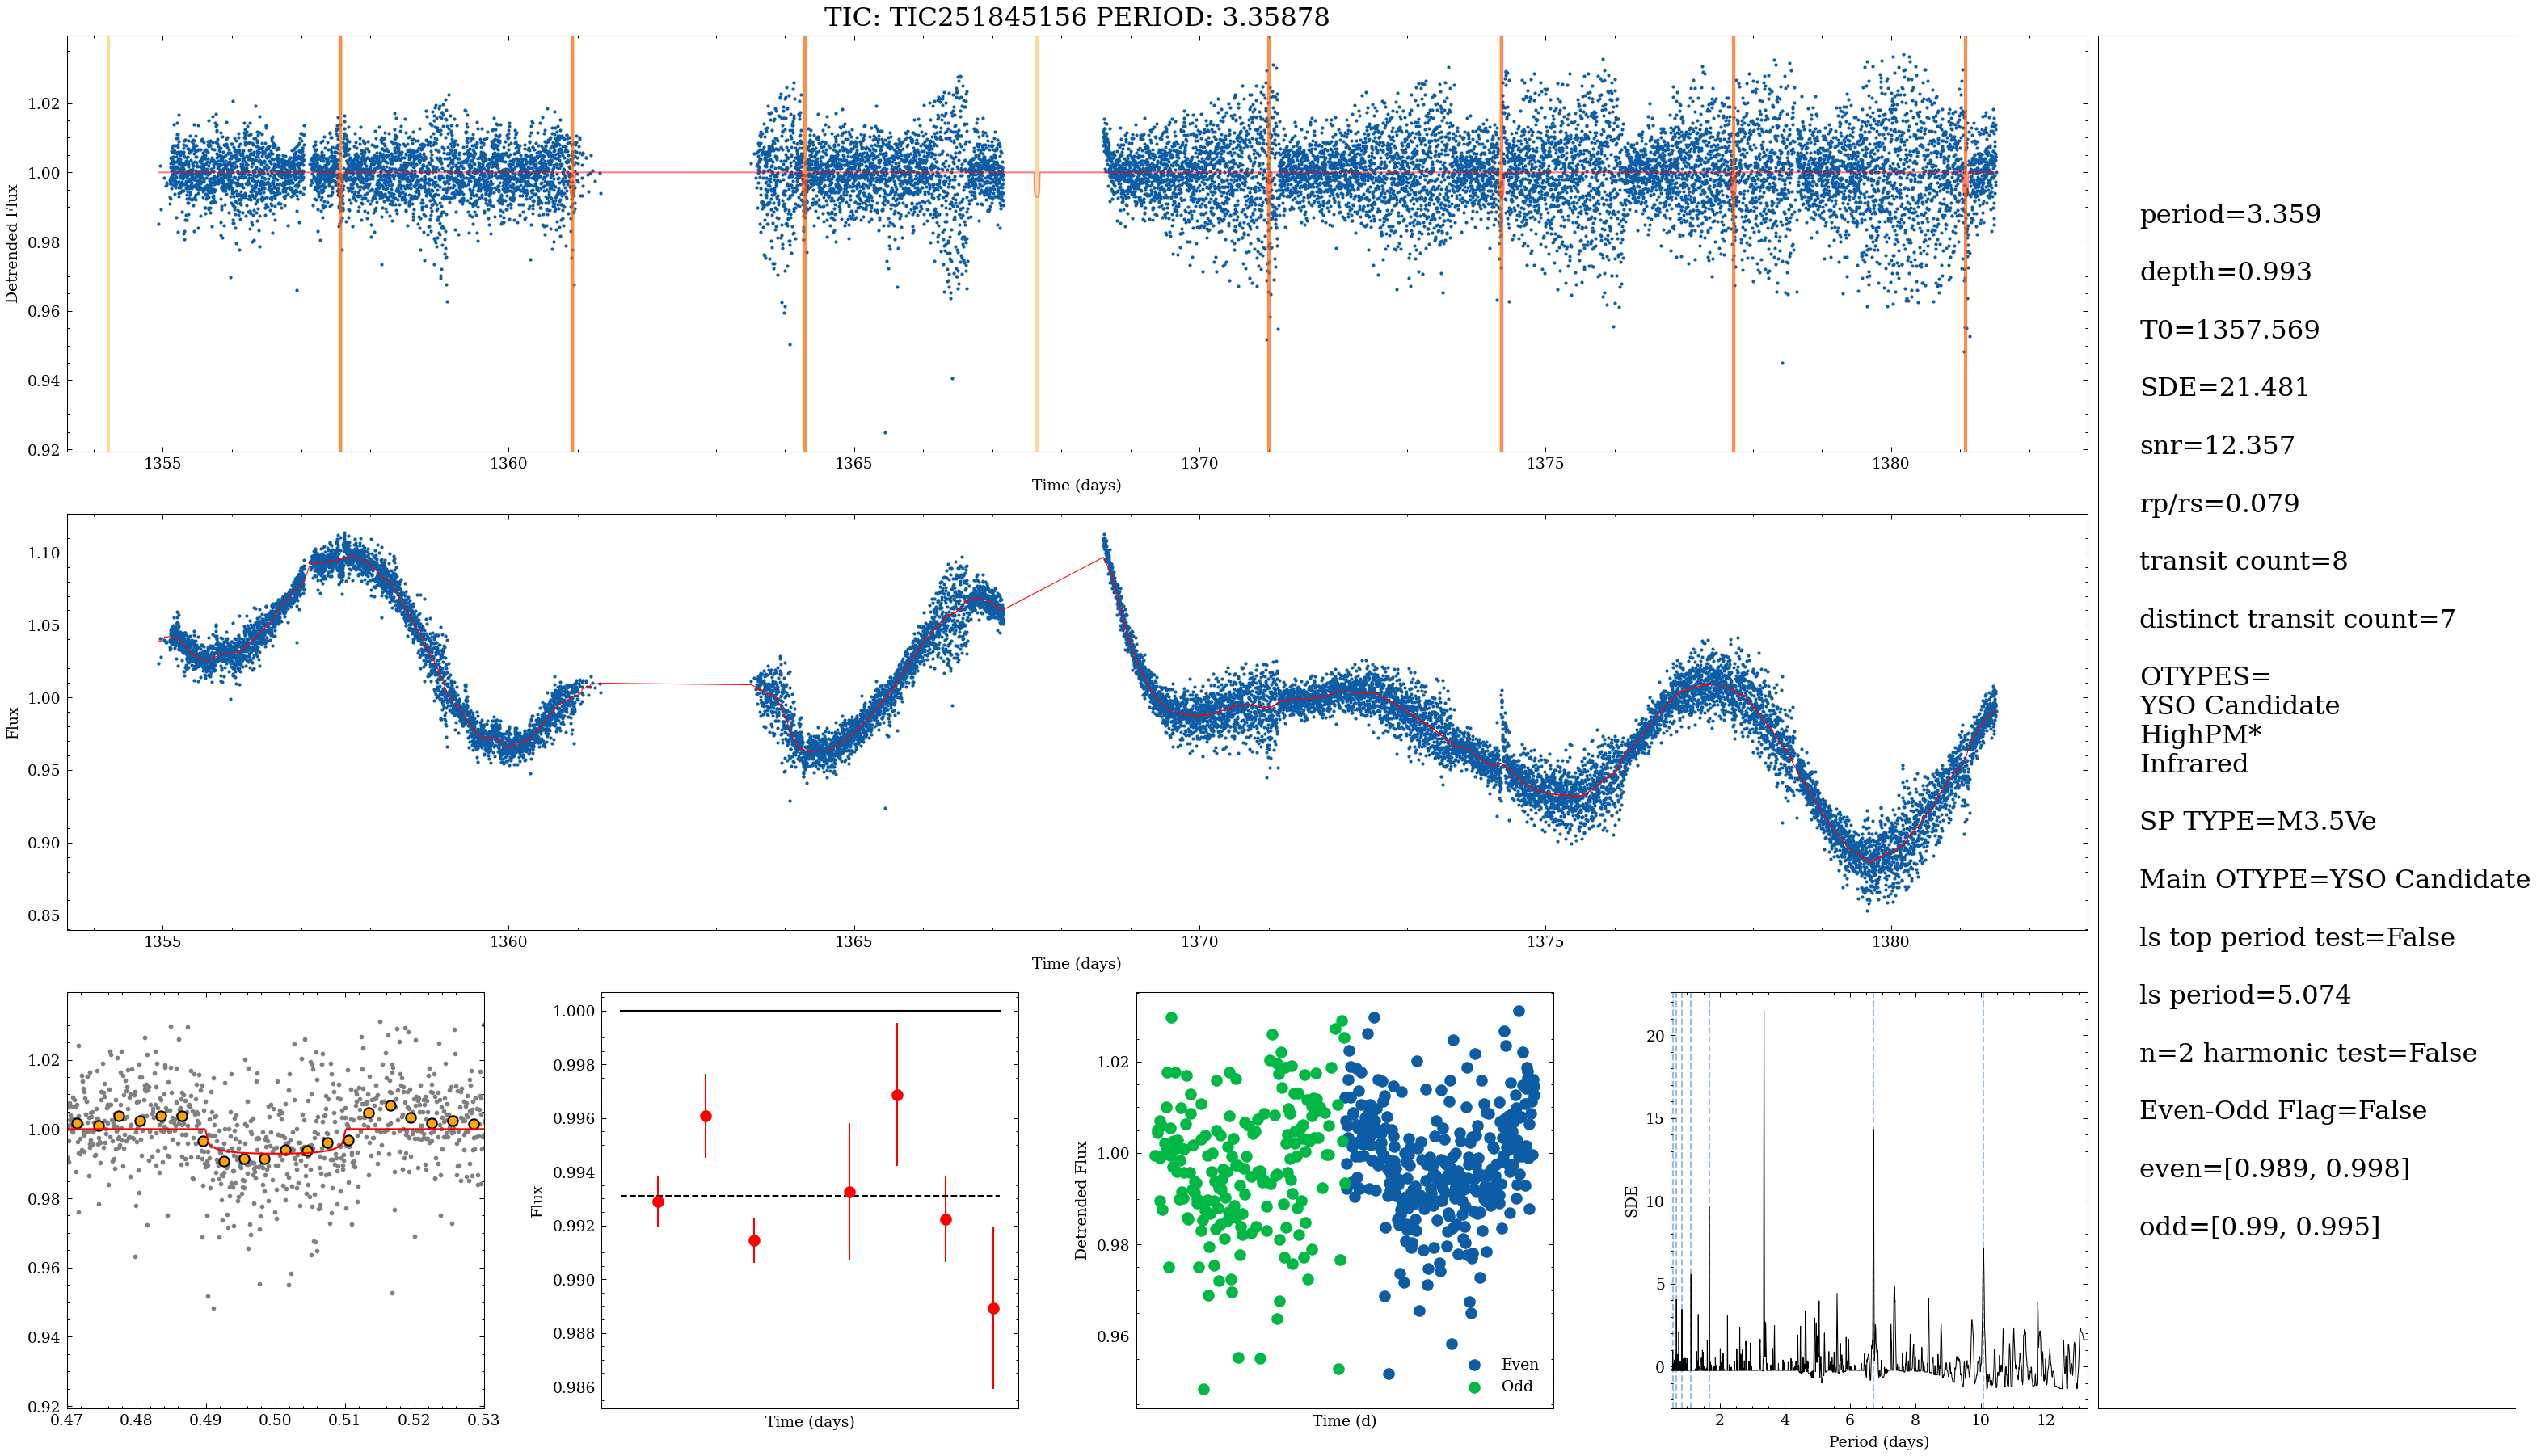 TIC: TIC251845156 PERIOD: 3.35878
Detrended Flux
1.02
1.00
0.98
0.96
0.94
0.92
1355
1360
1365
1370
1375
1380
Time (days)
Flux
1.10
1.05
1.00
0.95
0.90
0.85
1355
1360
1365
1370
1375
1380
Time (days)
1.02
1.00
0.98
0.96
0.94
0.92
0.47
0.48
0.49
0.50
0.51
0.52
0.53
Flux
1.000
0.998
0.996
0.994
0.992
0.990
0.988
0.986
Time (days)
Detrended Flux
1.02
1.00
0.98
0.96
Even
Odd
Time (d)
SDE
20
15
10
5
0
2
4
6
8
10
12
Period (days)
period=3.359
depth=0.993
T0=1357.569
SDE=21.481
snr=12.357
rp/rs=0.079
transit count=8
distinct transit count=7
OTYPES=
YSO Candidate
HighPM*
Infrared
SP TYPE=M3.5Ve
Main OTYPE=YSO Candidate
ls top period test=False
ls period=5.074
n=2 harmonic test=False
Even-Odd Flag=False
even=[0.989, 0.998]
odd=[0.99, 0.995]